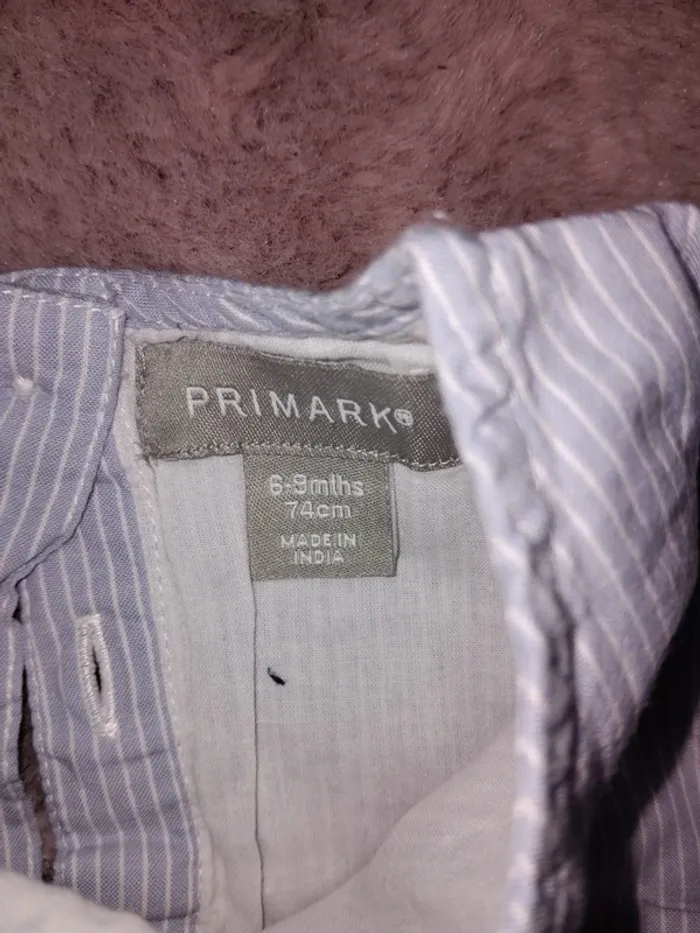 PRIMARK®
6-9mths
74cm
MADE IN
INDIA